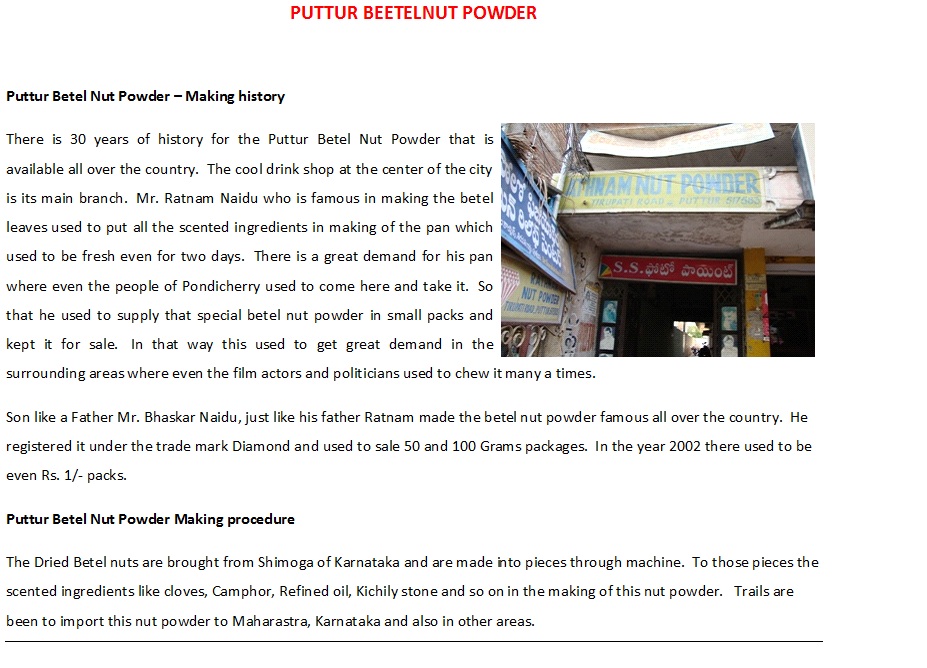 PUTTUR BEETELNUT POWDER
Puttur Betel Nut Powder – Making history
There is 30 years of history for the Puttur Betel Nut Powder that is
available all over the country. The cool drink shop at the center of the city
is its main branch. Mr. Ratnam Naidu who is famous in making the betel
leaves used to put all the scented ingredients in making of the pan which
used to be fresh even for two days. There is a great demand for his pan
where even the people of Pondicherry used to come here and take it. So
that he used to supply that special betel nut powder in small packs and
kept it for sale. In that way this used to get great demand in the
surrounding areas where even the film actors and politicians used to chew it many a times.
NUT POWDER
TIRUPATI ROAD, PUTTUR 517583
S.S.ఫోటో పాయింట్
NUT POWDER
Son like a Father Mr. Bhaskar Naidu, just like his father Ratnam made the betel nut powder famous all over the country. He
registered it under the trade mark Diamond and used to sale 50 and 100 Grams packages. In the year 2002 there used to be
even Rs. 1/- packs.
Puttur Betel Nut Powder Making procedure
The Dried Betel nuts are brought from Shimoga of Karnataka and are made into pieces through machine. To those pieces the
scented ingredients like cloves, Camphor, Refined oil, Kichily stone and so on in the making of this nut powder. Trails are
been to import this nut powder to Maharastra, Karnataka and also in other areas.